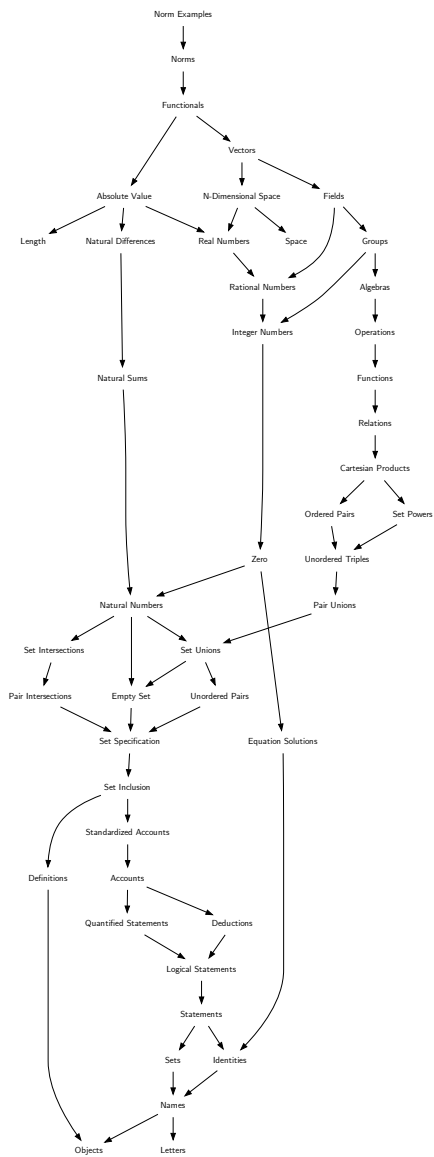 Norm Examples
Norms
Functionals
Vectors
Absolute Value
N-Dimensional Space
Fields
Length
Natural Differences
Real Numbers
Space
Groups
Rational Numbers
Algebras
Integer Numbers
Operations
Natural Sums
Functions
Relations
Cartesian Products
Ordered Pairs
Set Powers
Zero
Unordered Triples
Natural Numbers
Pair Unions
Set Intersections
Set Unions
Pair Intersections
Empty Set
Unordered Pairs
Set Specification
Equation Solutions
Set Inclusion
Standardized Accounts
Definitions
Accounts
Quantified Statements
Deductions
Logical Statements
Statements
Sets
Identities
Names
Objects
Letters